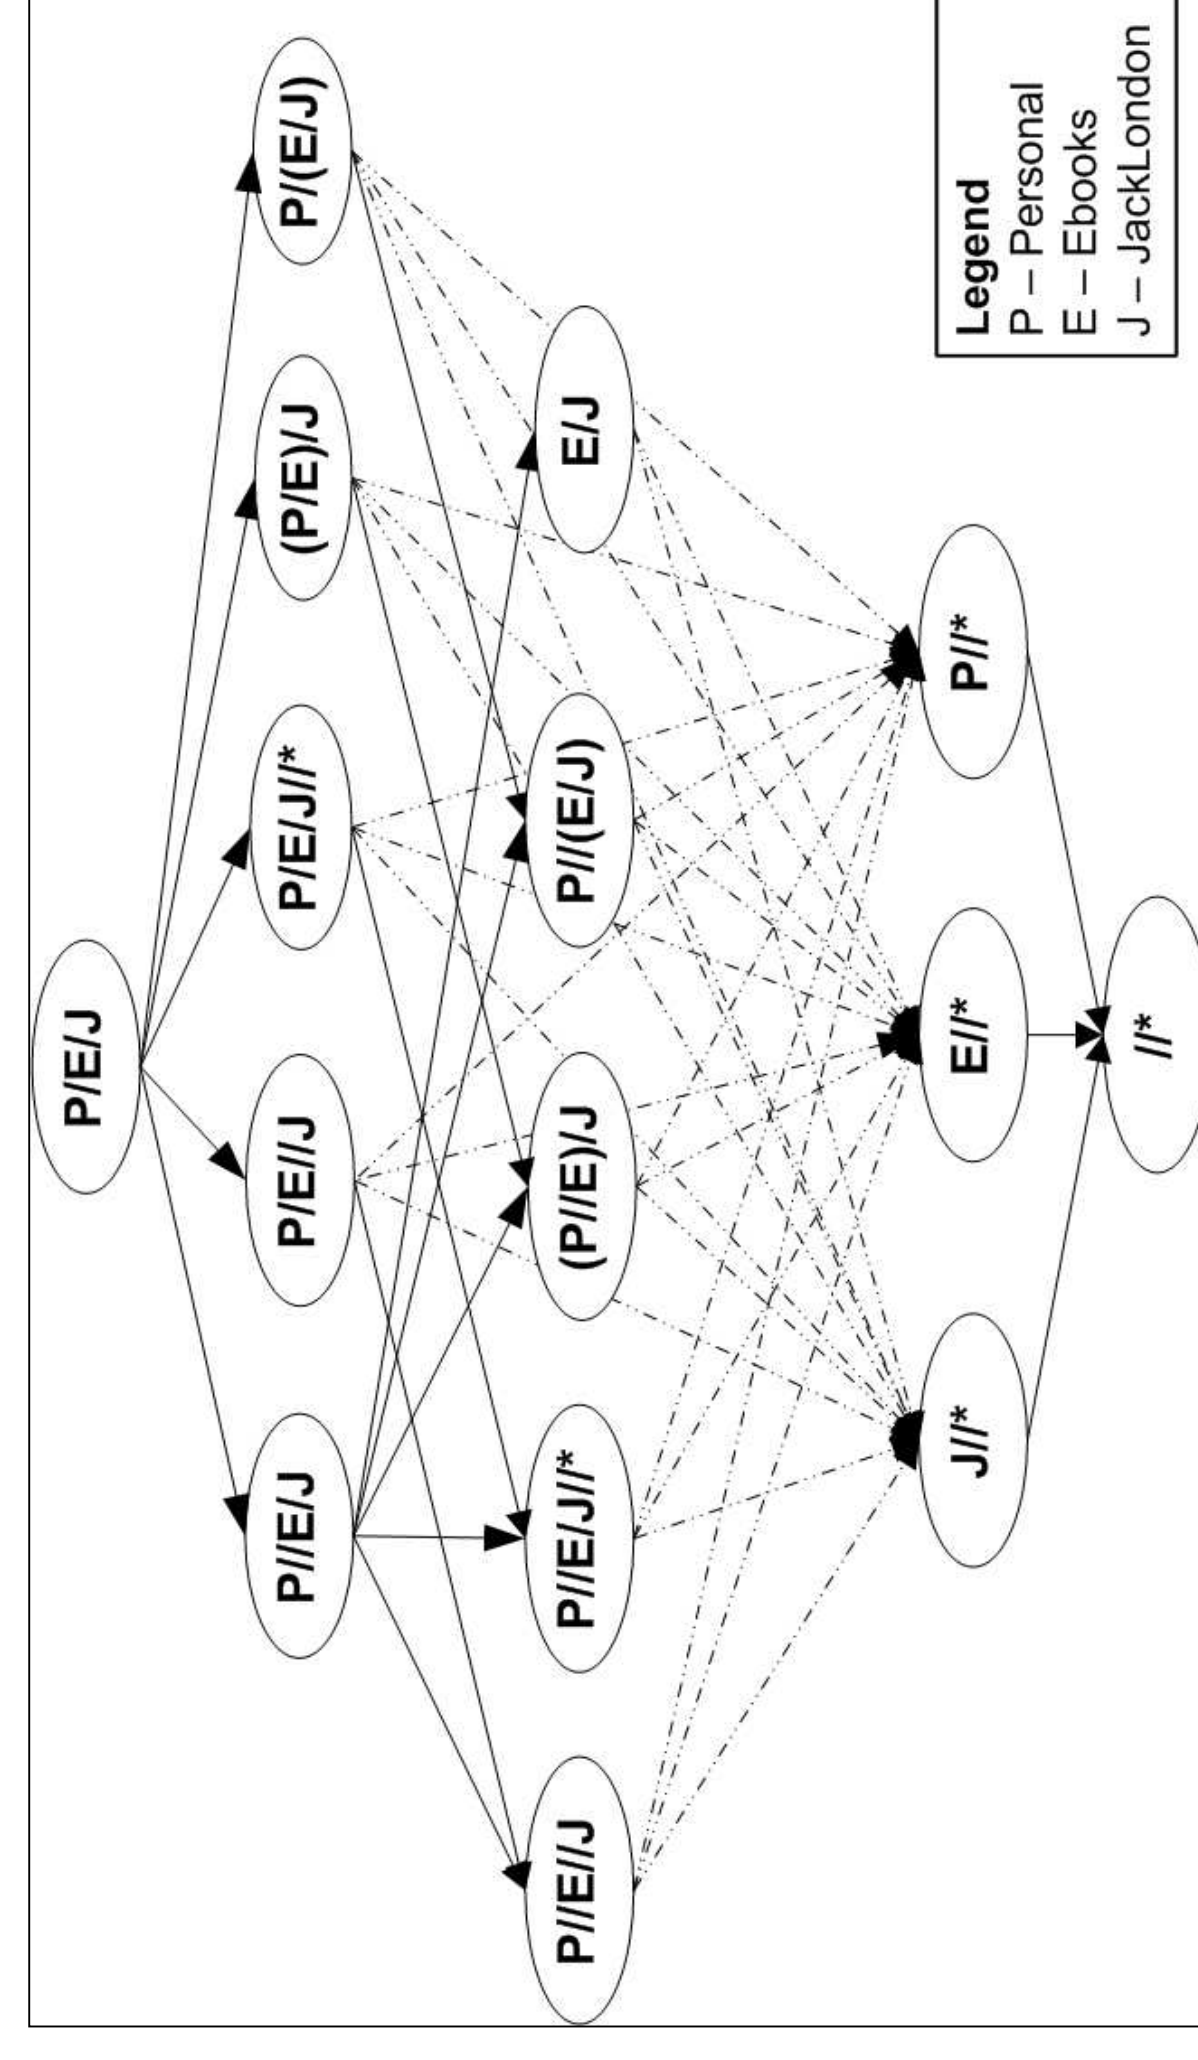 P/E/J
P//E/J
P/E//J
P/E/J//*
(P/E)/J
P/(E/J)
P//E//J
P//E/J//*
(P//E)/J
P//(E/J)
E/J
J//*
E//*
P//*
//*
Legend
P – Personal
E – Ebooks
J – JackLondon